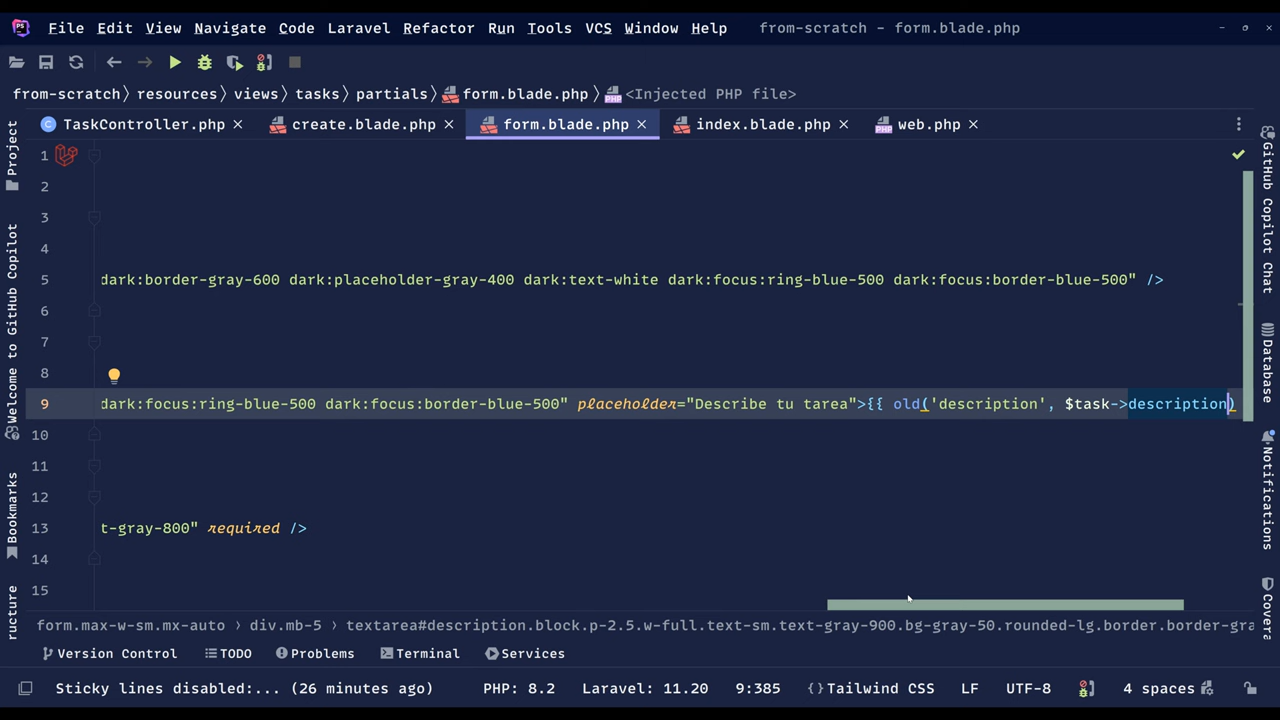 File Edit View Navigate Code Laravel Refactor Run Tools VCS Window Help from-scratch – form.blade.php
from-scratch resources views tasks partials form.blade.php <Injected PHP file>
TaskController.php create.blade.php form.blade.php index.blade.php web.php
Project
Welcome to GitHub Copilot
Bookmarks
ructure
1
2
3
4
5 dark:border-gray-600 dark:placeholder-gray-400 dark:text-white dark:focus:ring-blue-500 dark:focus:border-blue-500" />
6
7
8
9 dark:focus:ring-blue-500 dark:focus:border-blue-500" placeholder="Describe tu tarea">{{ old('description', $task->description)
10
11
12
13 t-gray-800" required />
14
15
GitHub Copilot Chat
Database
Notifications
Covera
form.max-w-sm.mx-auto › div.mb-5 › textarea#description.block.p-2.5.w-full.text-sm.text-gray-900.bg-gray-50.rounded-lg.border.border-gra
Version Control TODO Problems Terminal Services
Sticky lines disabled:... (26 minutes ago) PHP: 8.2 Laravel: 11.20 9:385 {} Tailwind CSS LF UTF-8 4 spaces